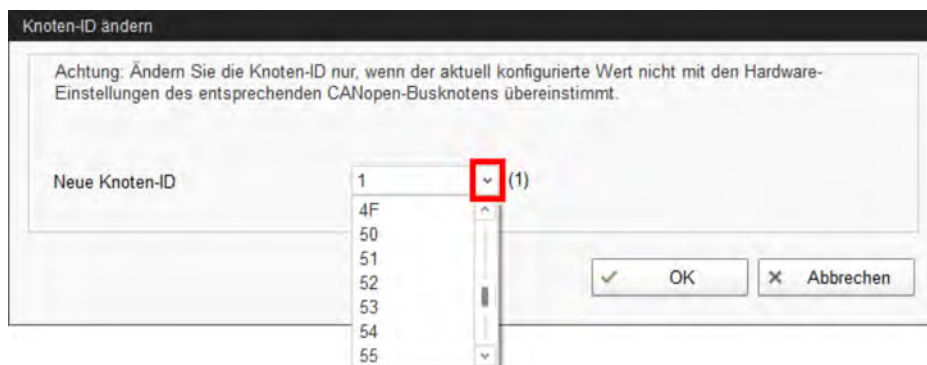 Knoten-ID ändern
Achtung: Ändern Sie die Knoten-ID nur, wenn der aktuell konfigurierte Wert nicht mit den Hardware-
Einstellungen des entsprechenden CANopen-Busknotens übereinstimmt.
Neue Knoten-ID
1
(1)
4F
50
51
52
53
54
55
OK
Abbrechen